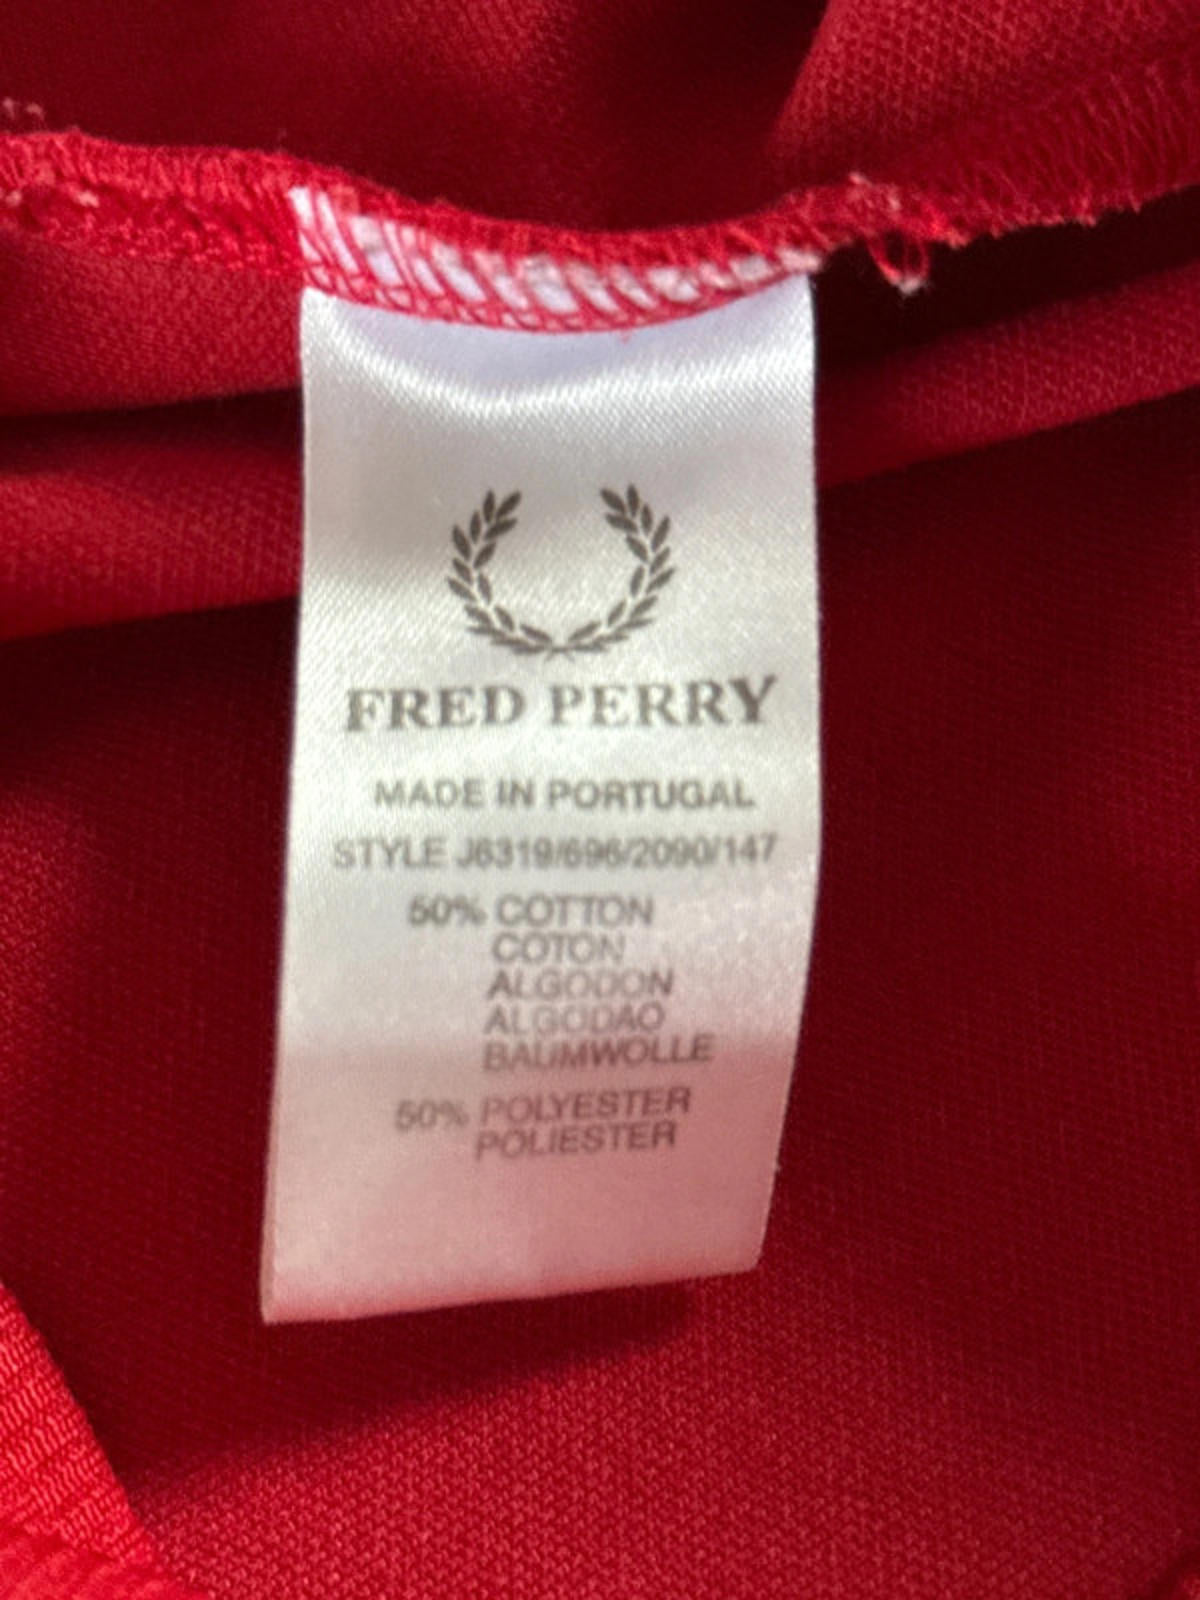 FRED PERRY
MADE IN PORTUGAL
STYLE J6319/696/2090/147
50% COTTON
COTON
ALGODON
ALGODAO
BAUMWOLLE
50% POLYESTER
POLIESTER